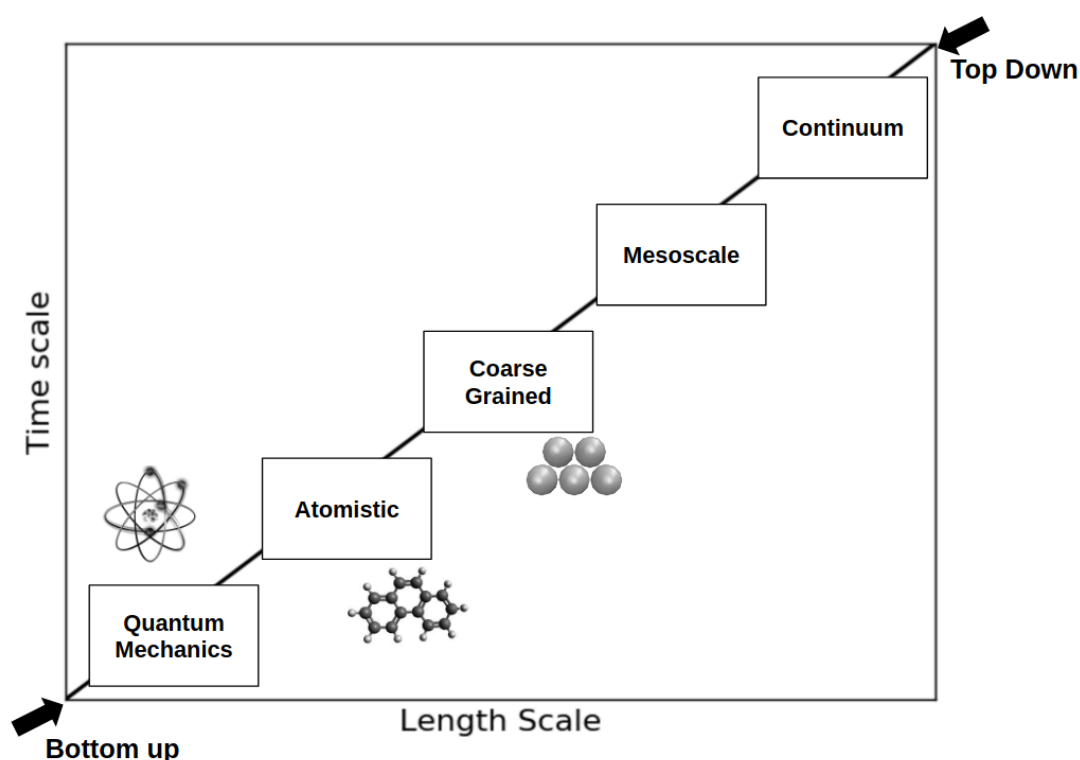 Top Down
Continuum
Mesoscale
Coarse
Grained
Atomistic
Quantum
Mechanics
Time scale
Length Scale
Bottom up